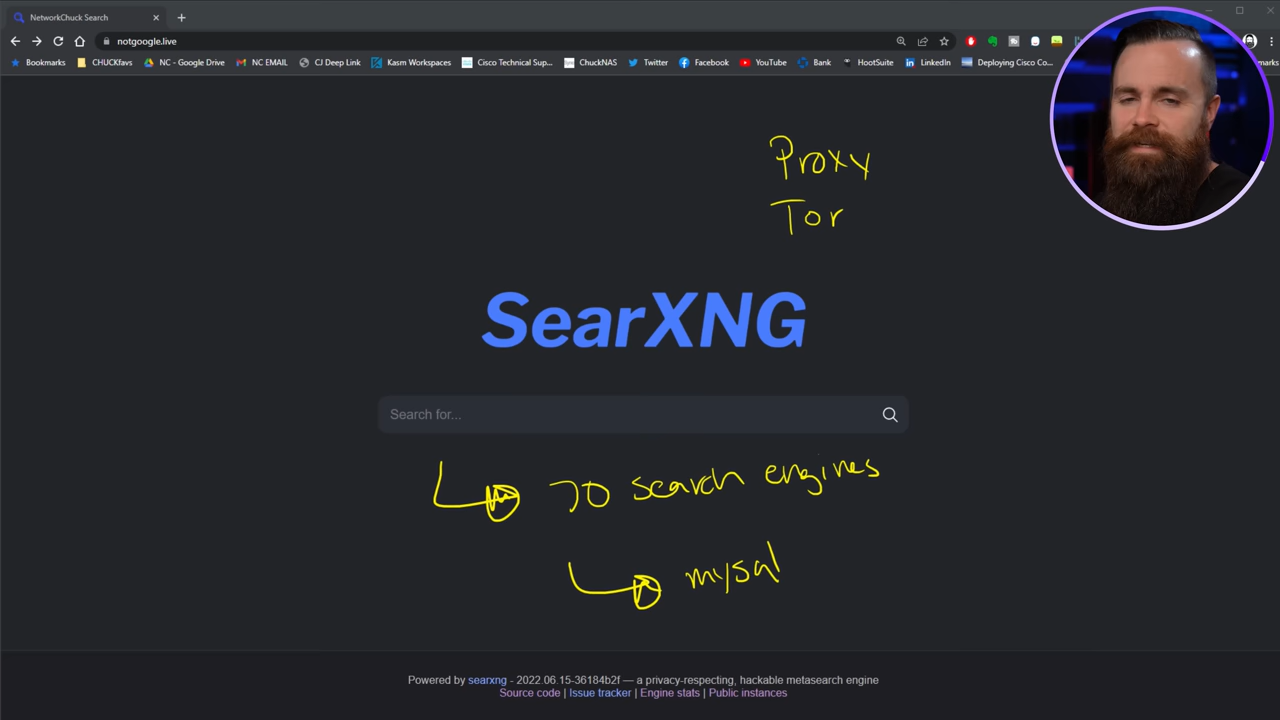 NetworkChuck Search
notgoogle.live
Bookmarks CHUCKfavs NC - Google Drive NC EMAIL CJ Deep Link Kasm Workspaces Cisco Technical Sup... ChuckNAS Twitter Facebook YouTube Bank HootSuite LinkedIn Deploying Cisco Co... marks
Proxy
Tor
SearXNG
Search for...
70 search engines
mysql
Powered by searxng - 2022.06.15-36184b2f — a privacy-respecting, hackable metasearch engine
Source code | Issue tracker | Engine stats | Public instances